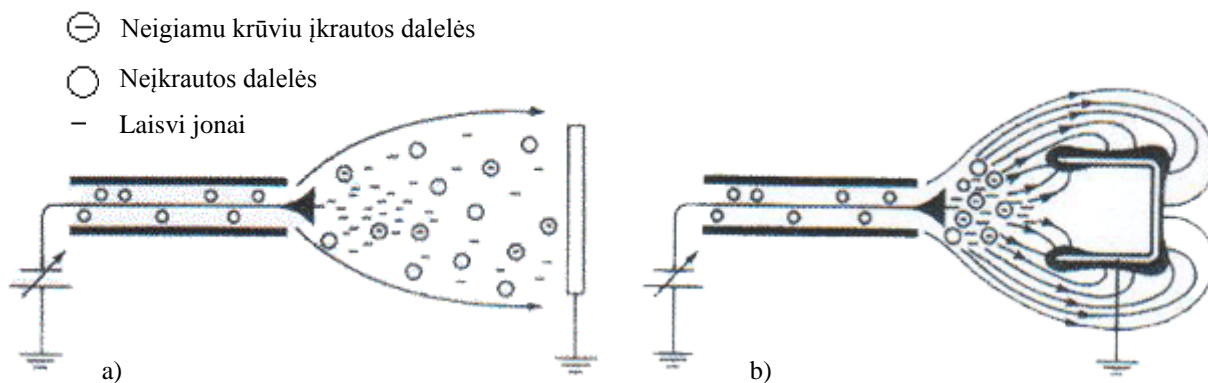 Neigiamu krūviu įkrautos dalelės
Neįkrautos dalelės
Laisvi jonai
a)
b)